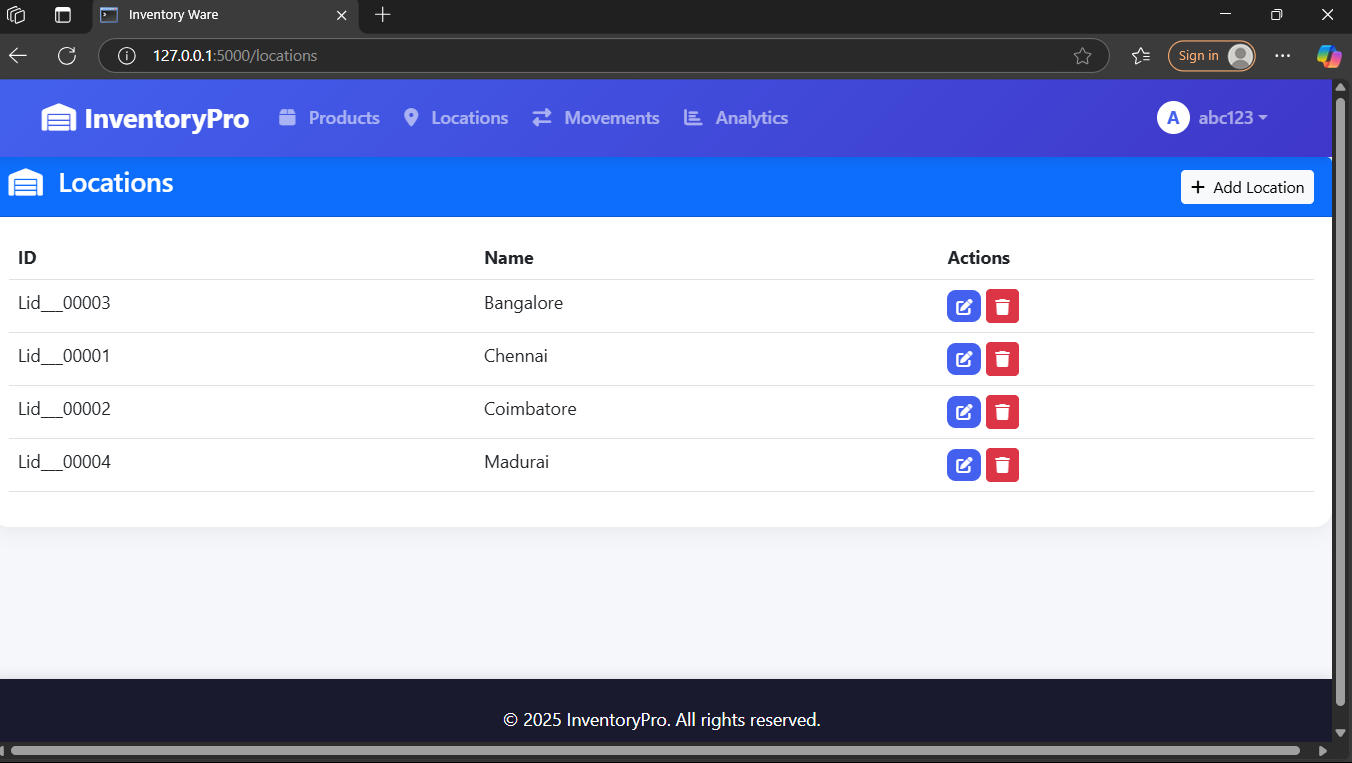 Inventory Ware
127.0.0.1:5000/locations
Sign in
InventoryPro Products Locations Movements Analytics A abc123
Locations
+ Add Location
ID Name Actions
Lid___00003 Bangalore
Lid___00001 Chennai
Lid___00002 Coimbatore
Lid___00004 Madurai
© 2025 InventoryPro. All rights reserved.